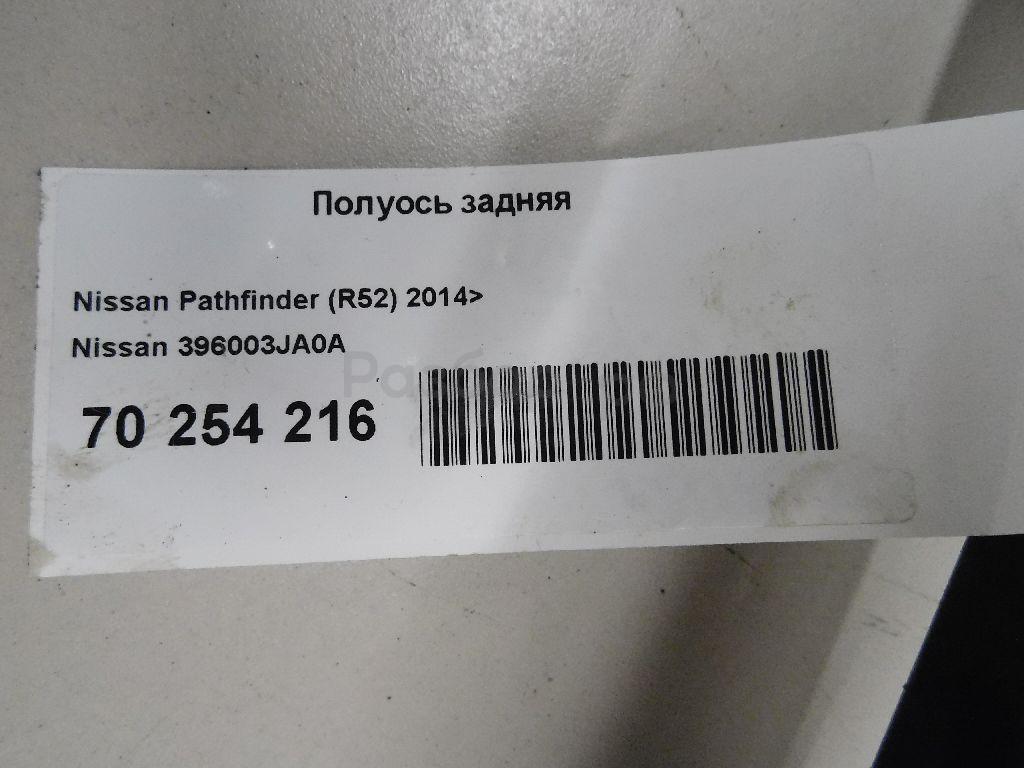 Полуось задняя
Nissan Pathfinder (R52) 2014>
Nissan 396003JA0A
70 254 216